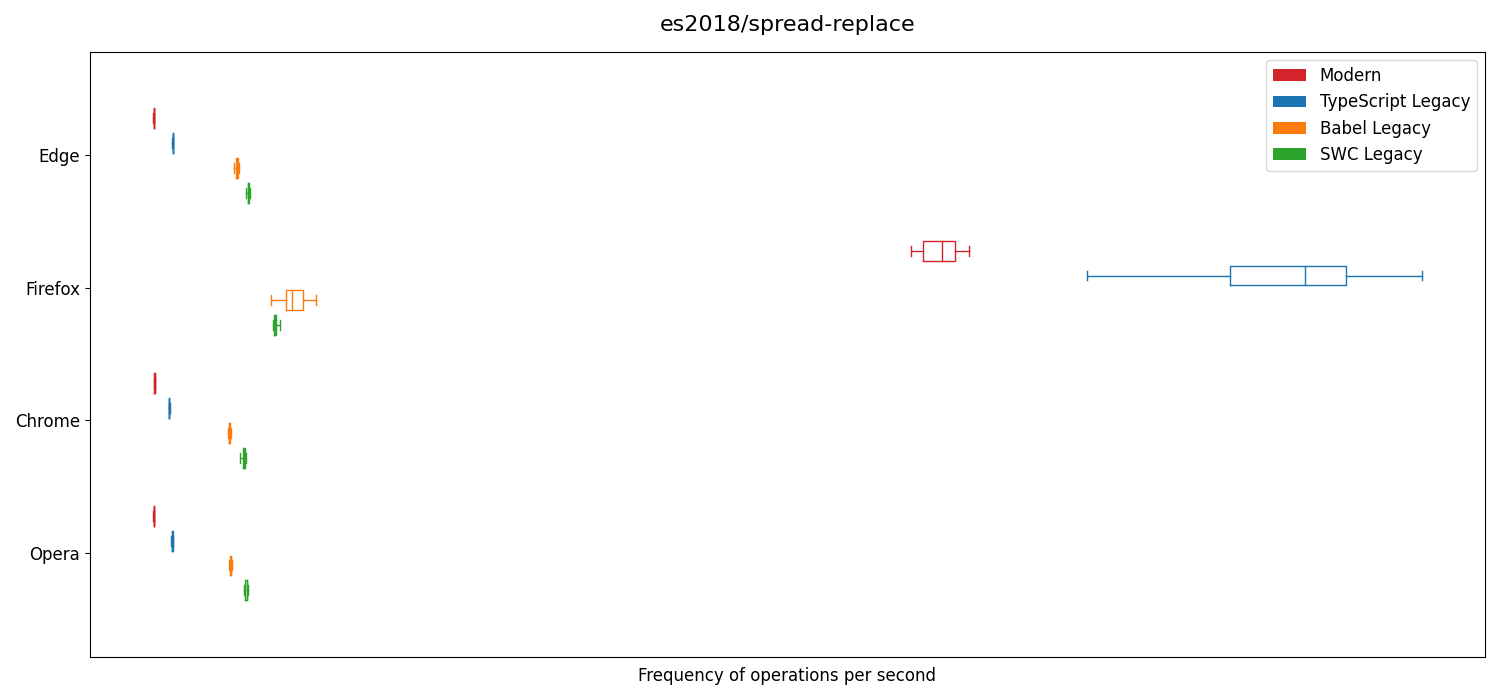 es2018/spread-replace
Modern
TypeScript Legacy
Babel Legacy
SWC Legacy
Edge
Firefox
Chrome
Opera
Frequency of operations per second